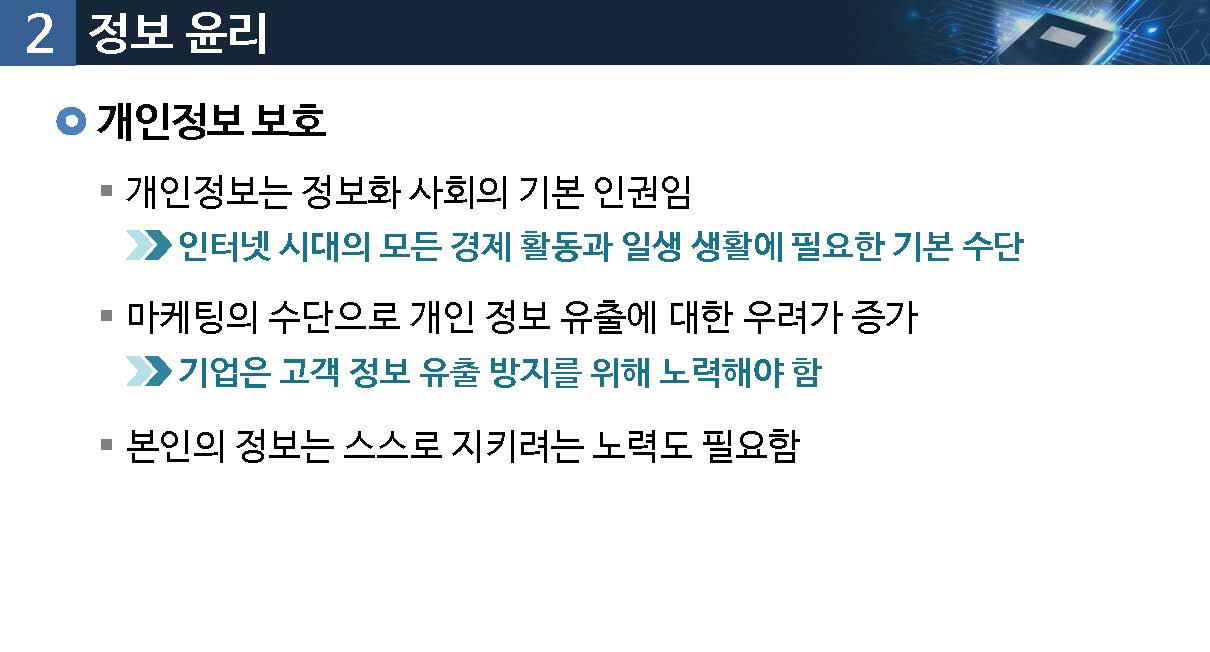 2 정보 윤리
개인정보 보호
개인정보는 정보화 사회의 기본 인권임
인터넷 시대의 모든 경제 활동과 일생 생활에 필요한 기본 수단
마케팅의 수단으로 개인 정보 유출에 대한 우려가 증가
기업은 고객 정보 유출 방지를 위해 노력해야 함
본인의 정보는 스스로 지키려는 노력도 필요함